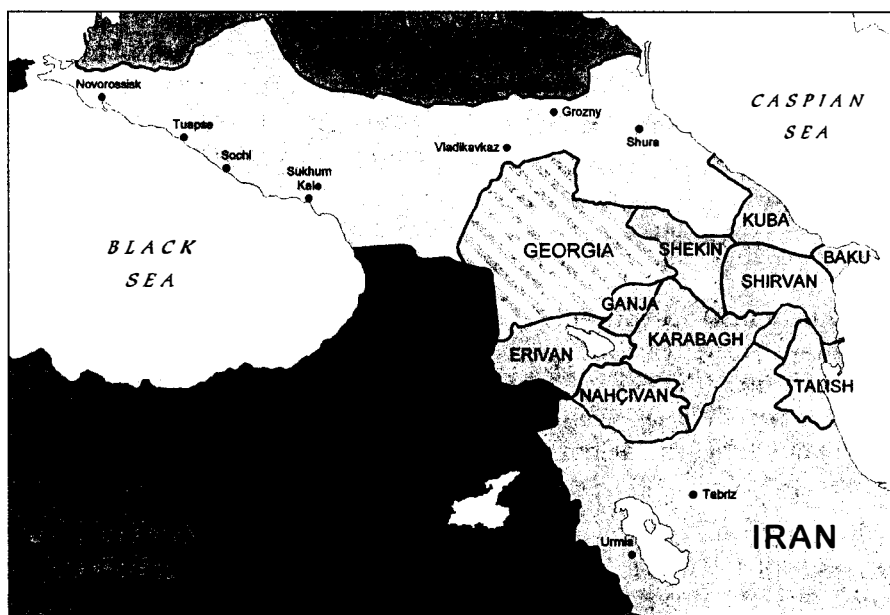 Novorossisk
Tuapse
Sochi
Sukhum
Kale
Vladikavkaz
Grozny
Shura
CASPIAN
SEA
BLACK
SEA
GEORGIA
SHEKIN
KUBA
BAKU
SHIRVAN
GANJA
KARABAGH
ERIVAN
NAHÇIVAN
TALISH
Tabriz
Urmia
IRAN